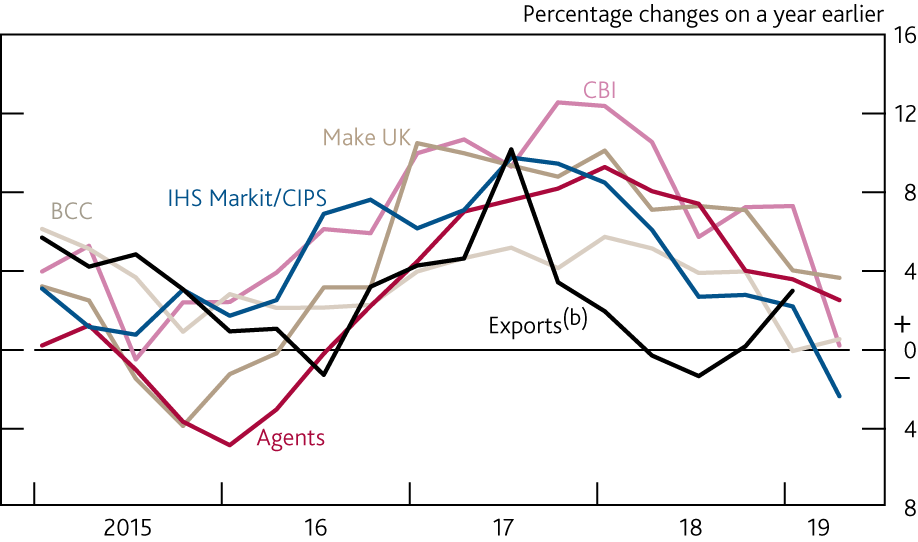 Percentage changes on a year earlier
16
CBI
12
Make UK
IHS Markit/CIPS
8
BCC
4
Exports(b)
+
0
–
Agents
4
8
2015 16 17 18 19